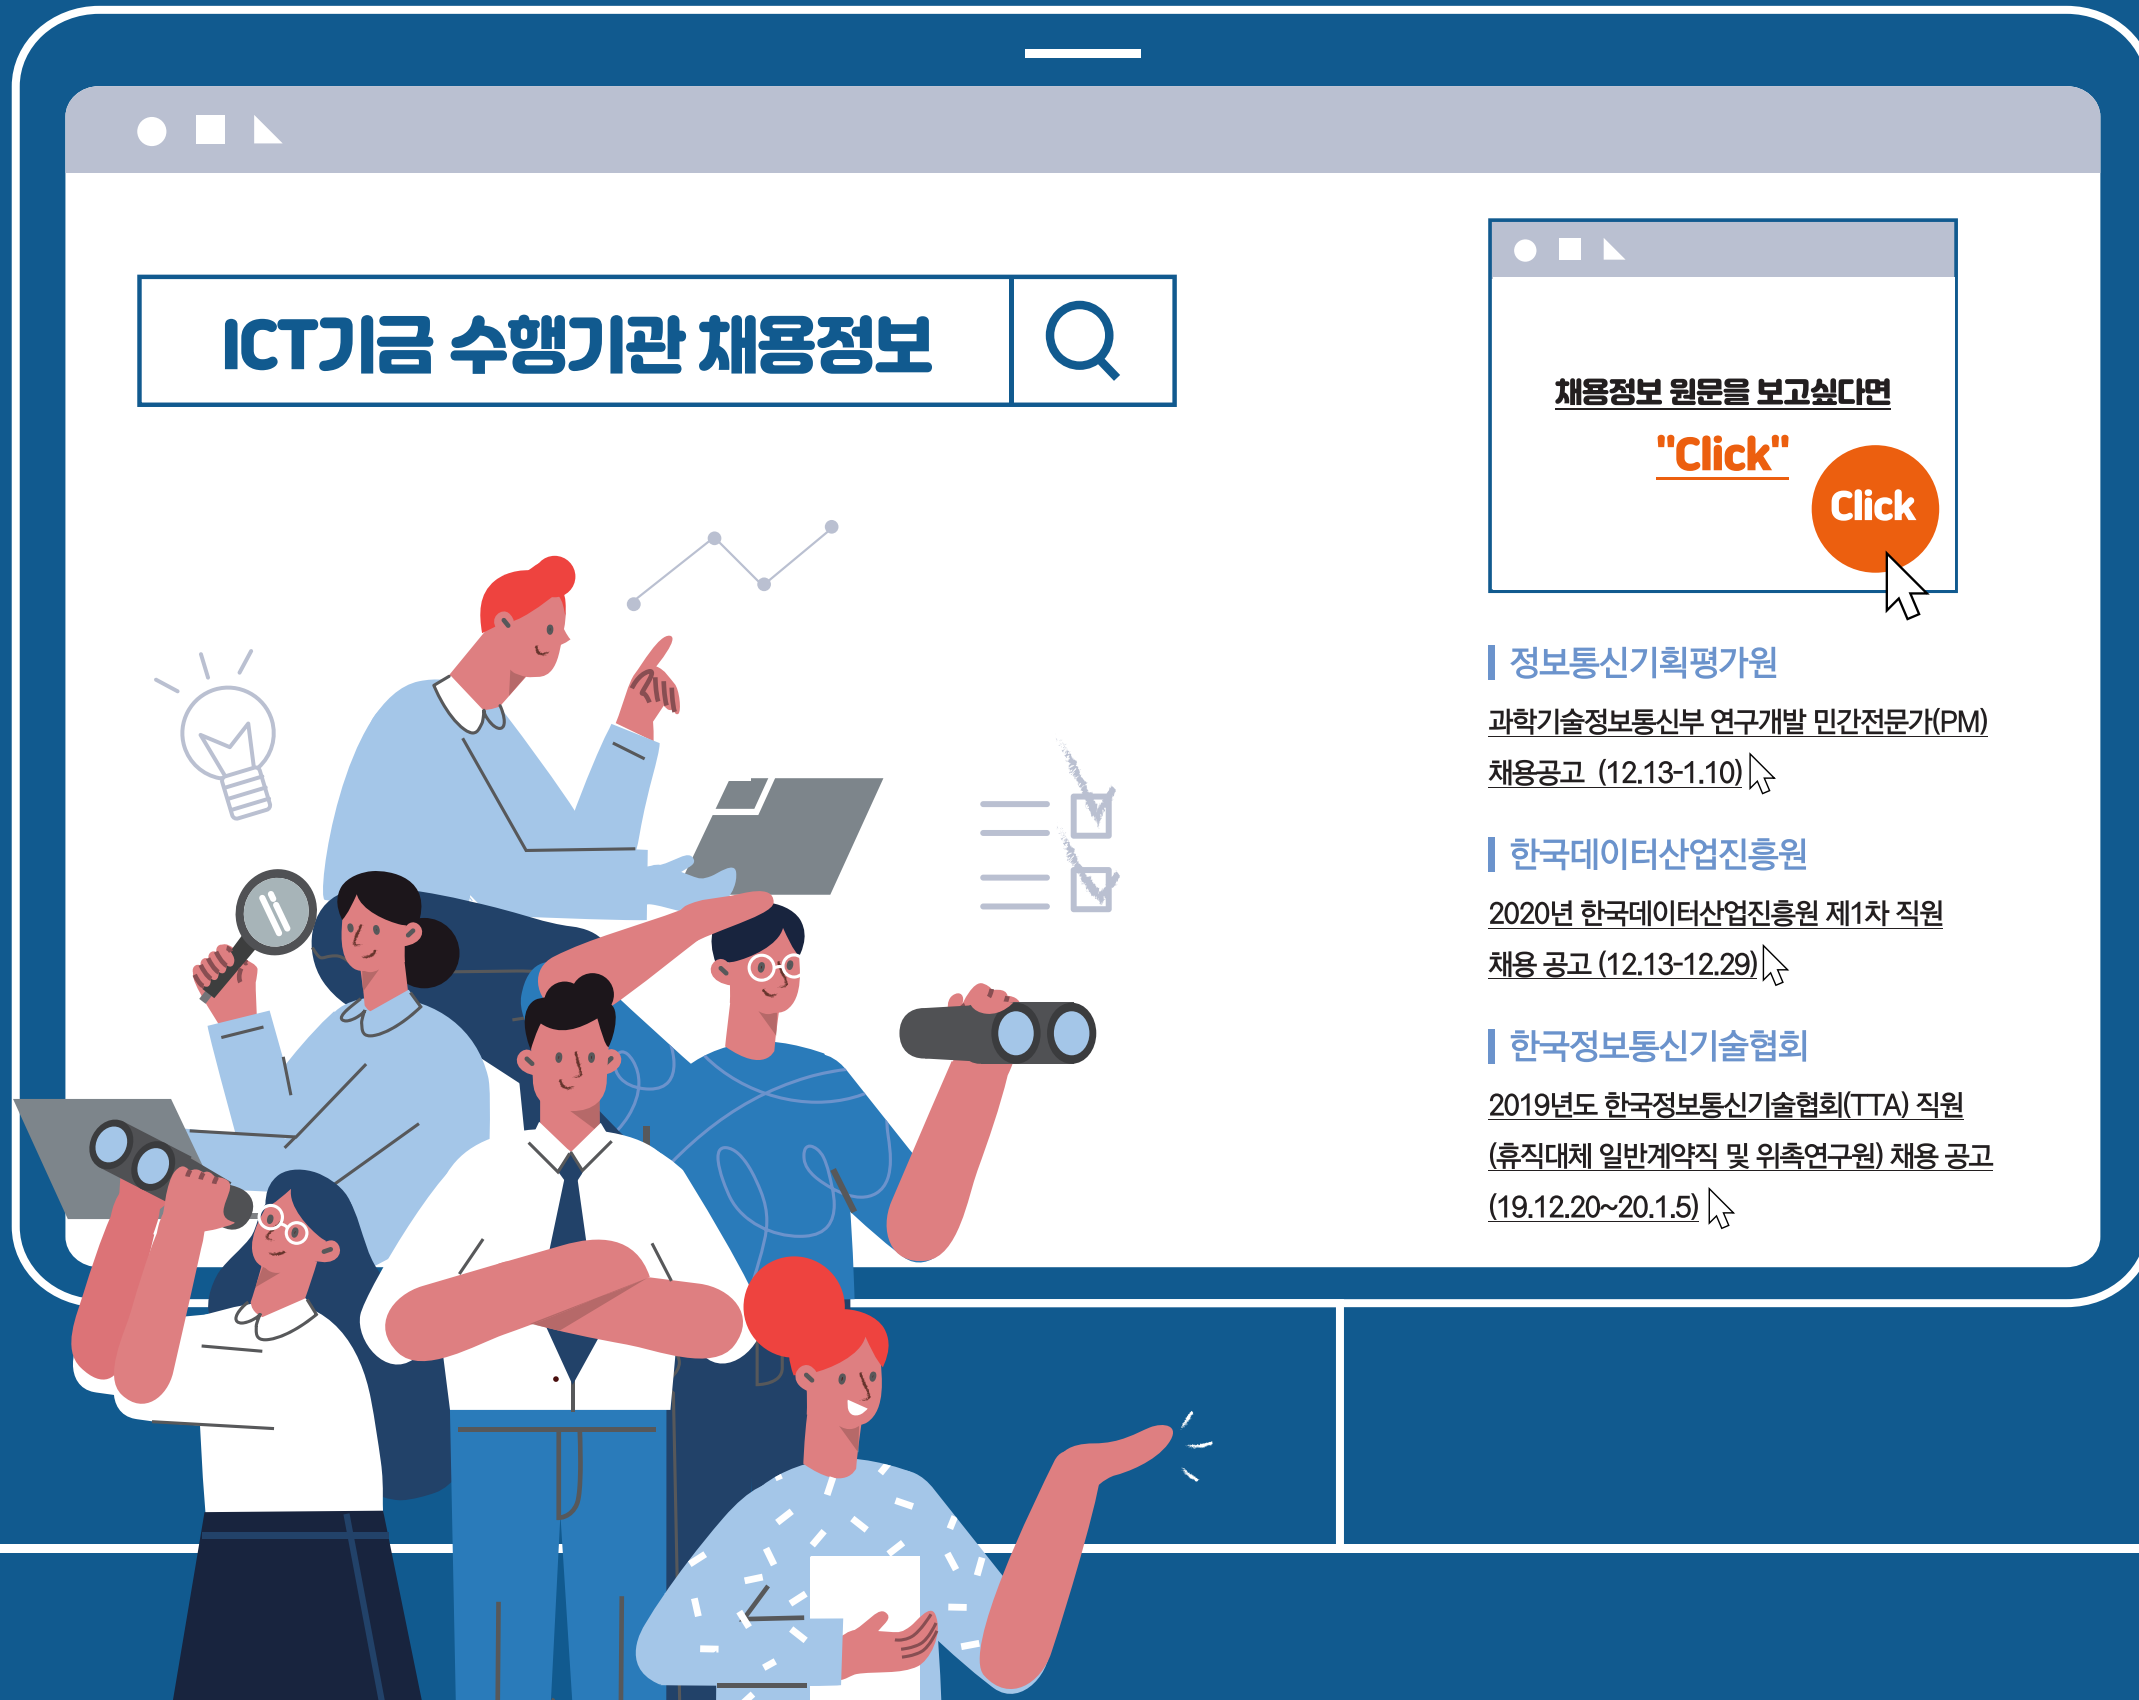 ICT기금 수행기관 채용정보
채용정보 원문을 보고싶다면
"Click"
Click
정보통신기획평가원
과학기술정보통신부 연구개발 민간전문가(PM)
채용공고 (12.13-1.10)
한국데이터산업진흥원
2020년 한국데이터산업진흥원 제1차 직원
채용 공고 (12.13-12.29)
한국정보통신기술협회
2019년도 한국정보통신기술협회(TTA) 직원
(휴직대체 일반계약직 및 위촉연구원) 채용 공고
(19.12.20~20.1.5)